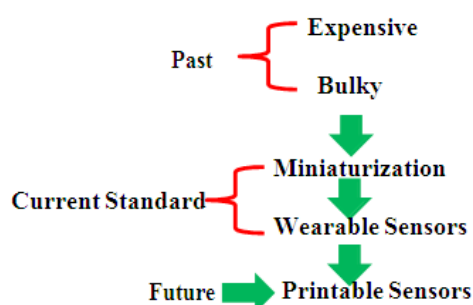 Expensive
Past
Bulky
Miniaturization
Current Standard
Wearable Sensors
Future
Printable Sensors